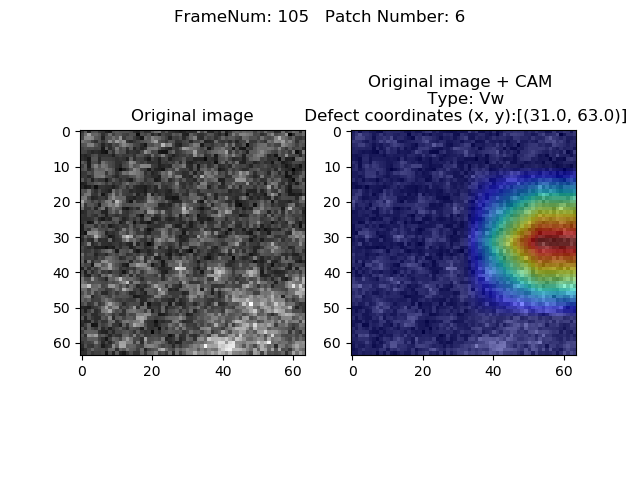 FrameNum: 105   Patch Number: 6
Original image
0
10
20
30
40
50
60
0 20 40 60
Original image + CAM
Type: Vw
Defect coordinates (x, y):[(31.0, 63.0)]
0
10
20
30
40
50
60
0 20 40 60